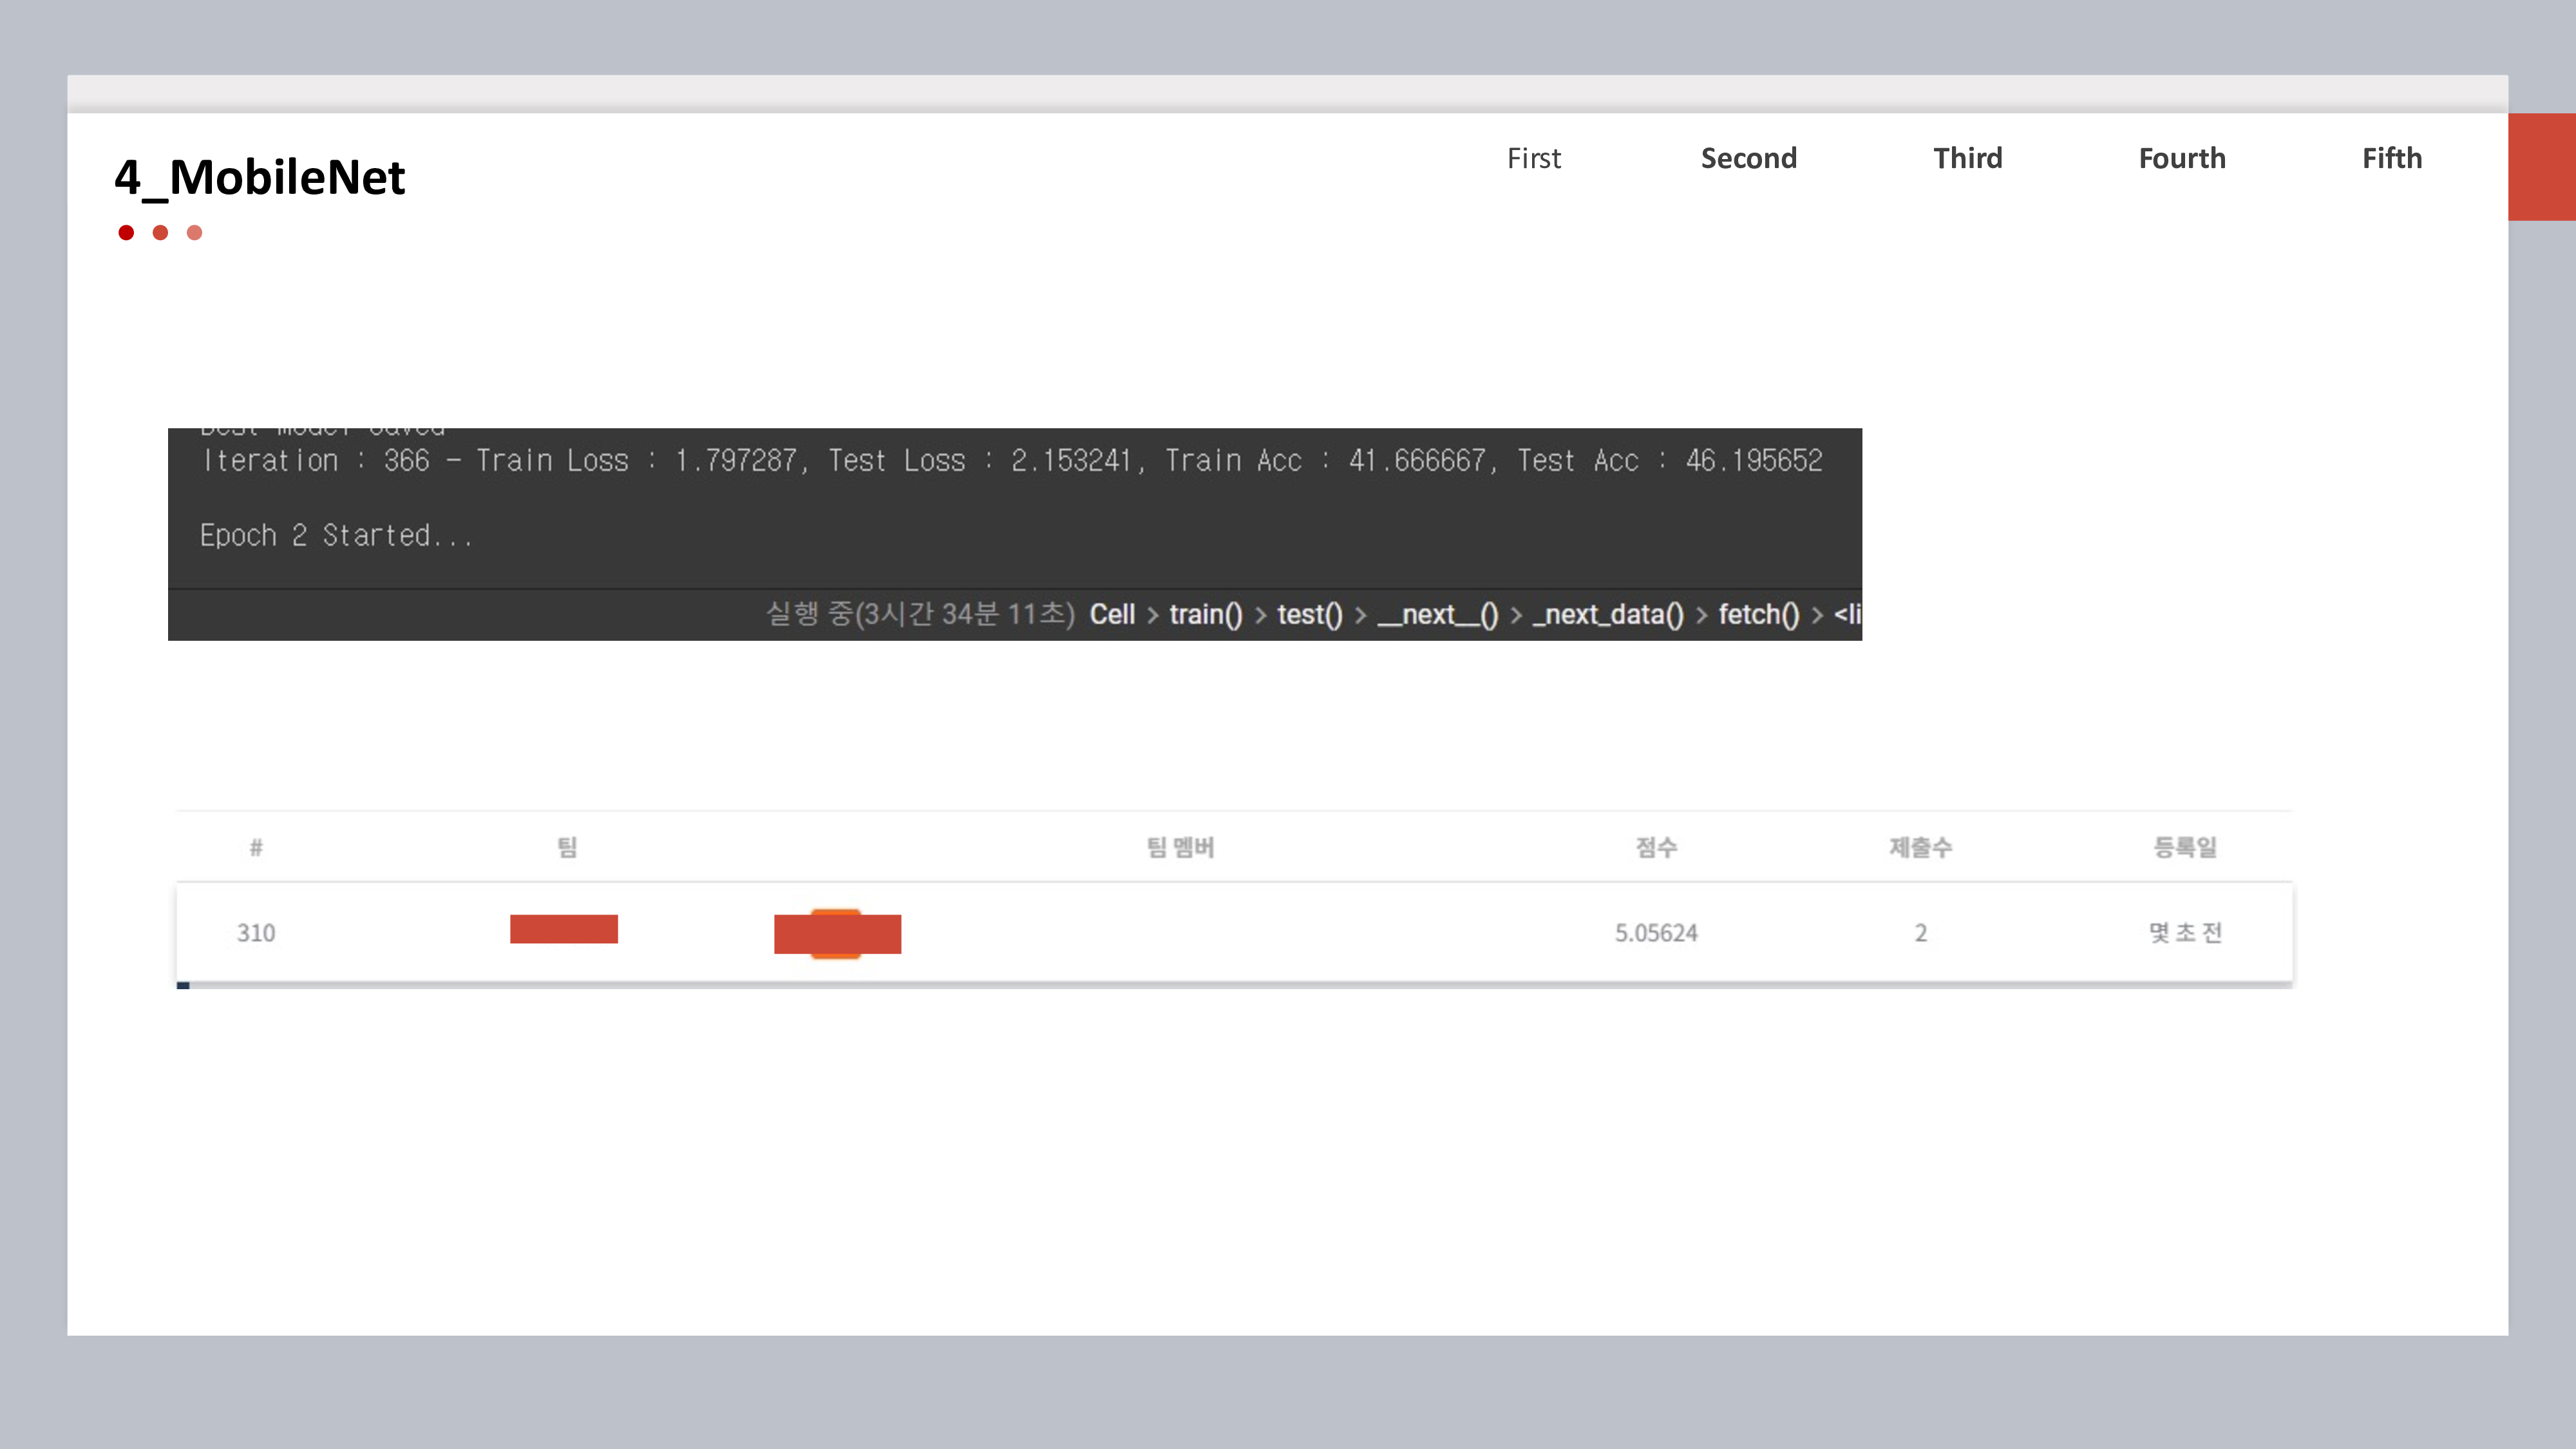 4_MobileNet
First Second Third Fourth Fifth
Best Model Saved
Iteration : 366 - Train Loss : 1.797287, Test Loss : 2.153241, Train Acc : 41.666667, Test Acc : 46.195652
Epoch 2 Started...
실행 중(3시간 34분 11초) Cell > train() > test() > __next__() > _next_data() > fetch() > <li
# 팀 팀 멤버 점수 제출수 등록일
310 5.05624 2 몇 초 전